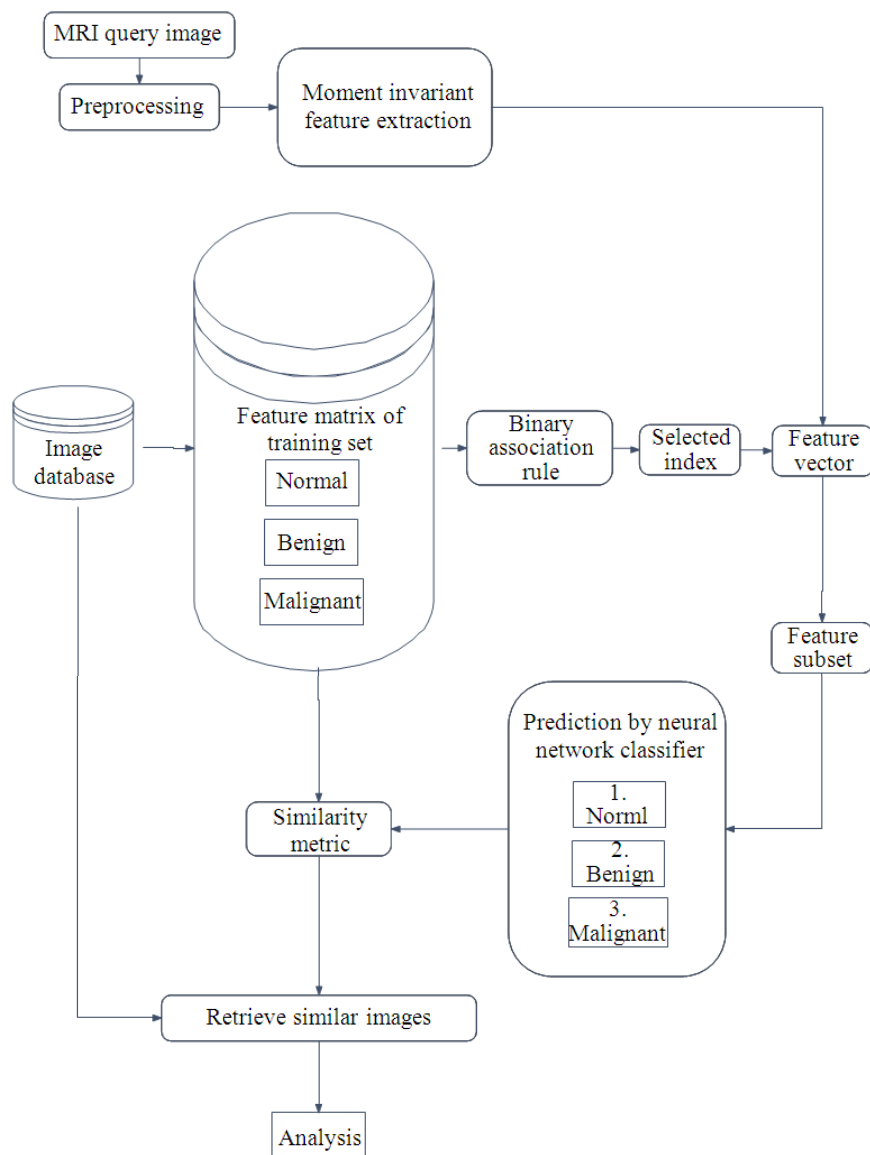 MRI query image
Preprocessing
Moment invariant
feature extraction
Feature matrix of
training set
Normal
Benign
Malignant
Image
database
Binary
association
rule
Selected
index
Feature
vector
Feature
subset
Prediction by neural
network classifier
1.
Norml
2.
Benign
3.
Malignant
Similarity
metric
Retrieve similar images
Analysis